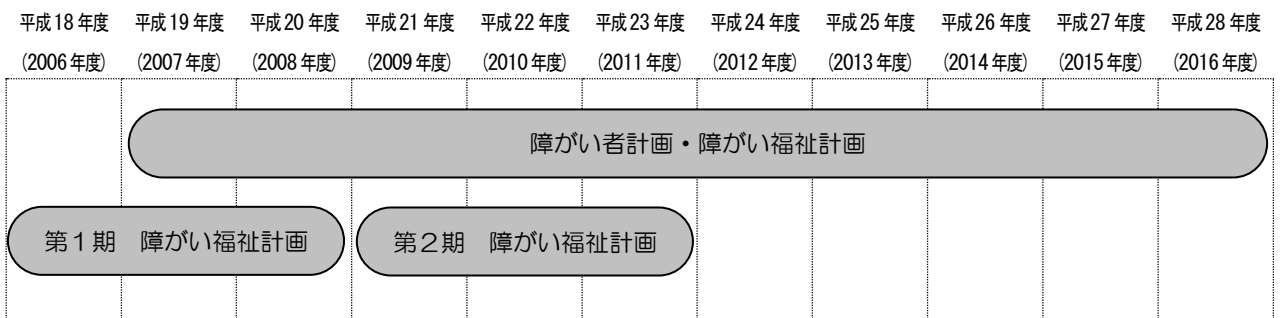 平成18年度 平成19年度 平成20年度 平成21年度 平成22年度 平成23年度 平成24年度 平成25年度 平成26年度 平成27年度 平成28年度
(2006年度) (2007年度) (2008年度) (2009年度) (2010年度) (2011年度) (2012年度) (2013年度) (2014年度) (2015年度) (2016年度)
障がい者計画・障がい福祉計画
第1期　障がい福祉計画 第2期　障がい福祉計画